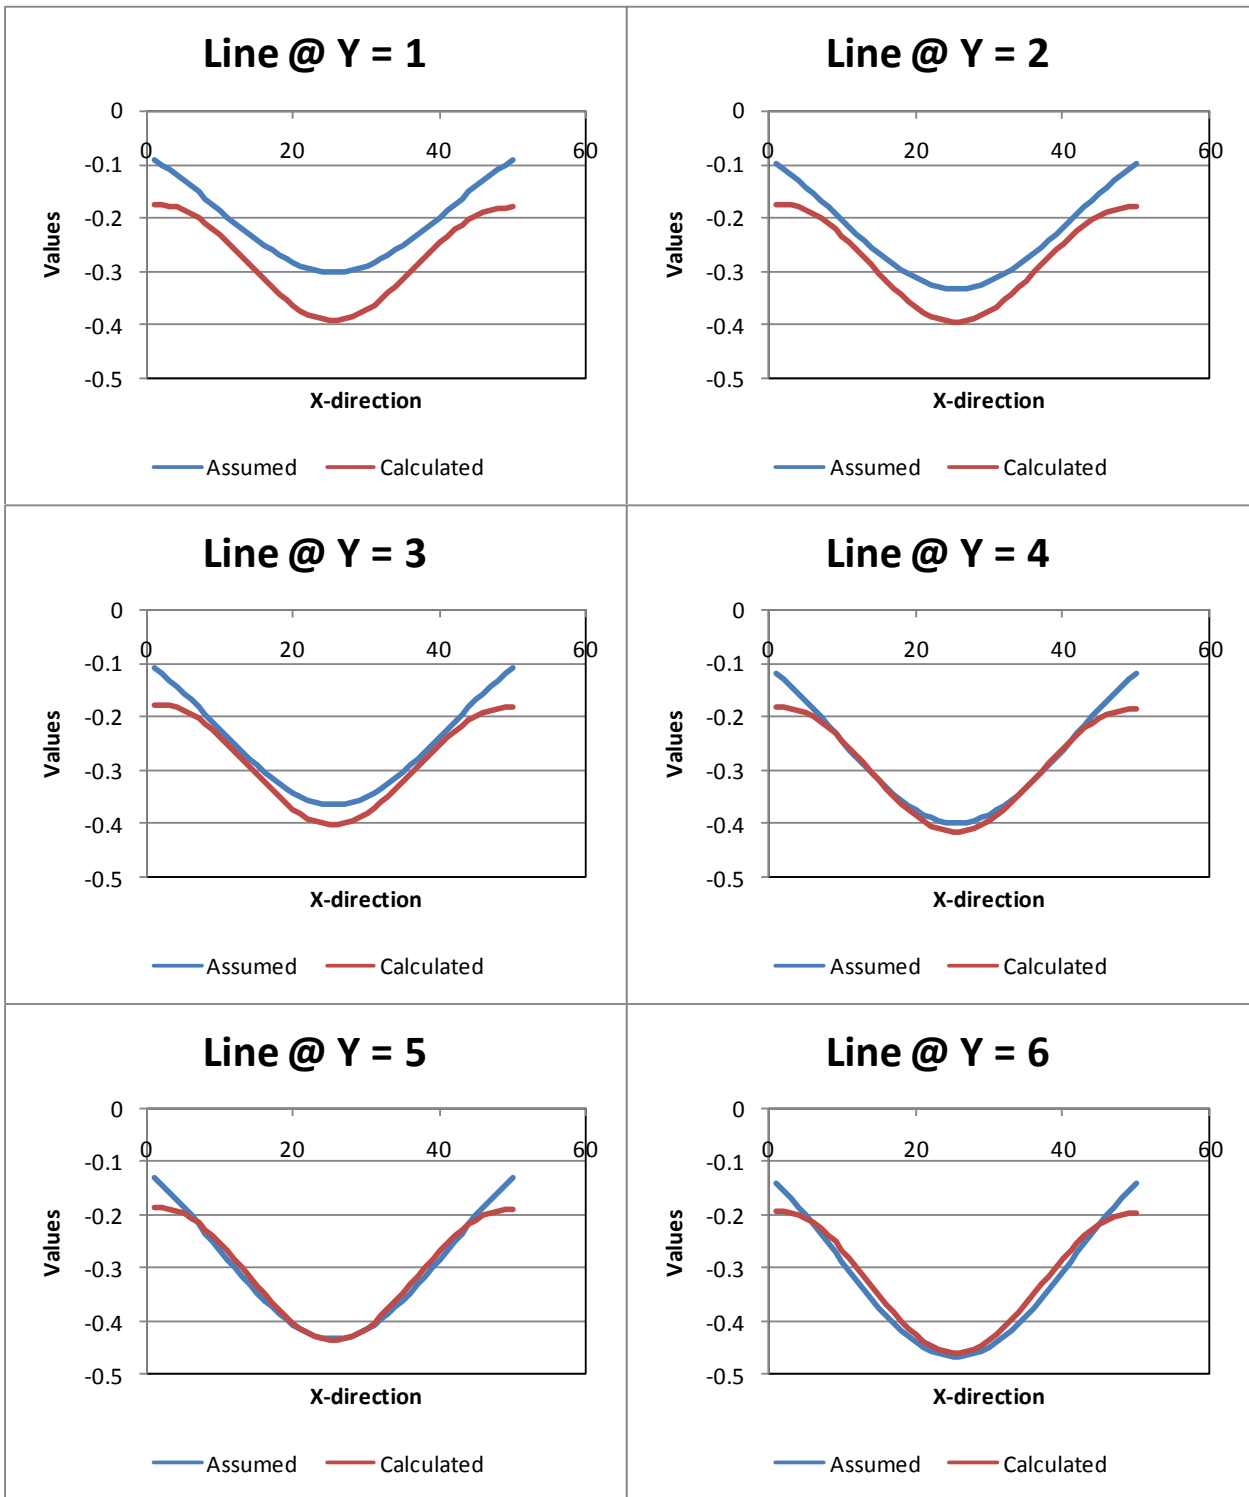 Line @ Y = 1
0
0 20 40 60
-0.1
-0.2
-0.3
-0.4
-0.5
Values
X-direction
Assumed Calculated
Line @ Y = 2
0
0 20 40 60
-0.1
-0.2
-0.3
-0.4
-0.5
Values
X-direction
Assumed Calculated
Line @ Y = 3
0
0 20 40 60
-0.1
-0.2
-0.3
-0.4
-0.5
Values
X-direction
Assumed Calculated
Line @ Y = 4
0
0 20 40 60
-0.1
-0.2
-0.3
-0.4
-0.5
Values
X-direction
Assumed Calculated
Line @ Y = 5
0
0 20 40 60
-0.1
-0.2
-0.3
-0.4
-0.5
Values
X-direction
Assumed Calculated
Line @ Y = 6
0
0 20 40 60
-0.1
-0.2
-0.3
-0.4
-0.5
Values
X-direction
Assumed Calculated